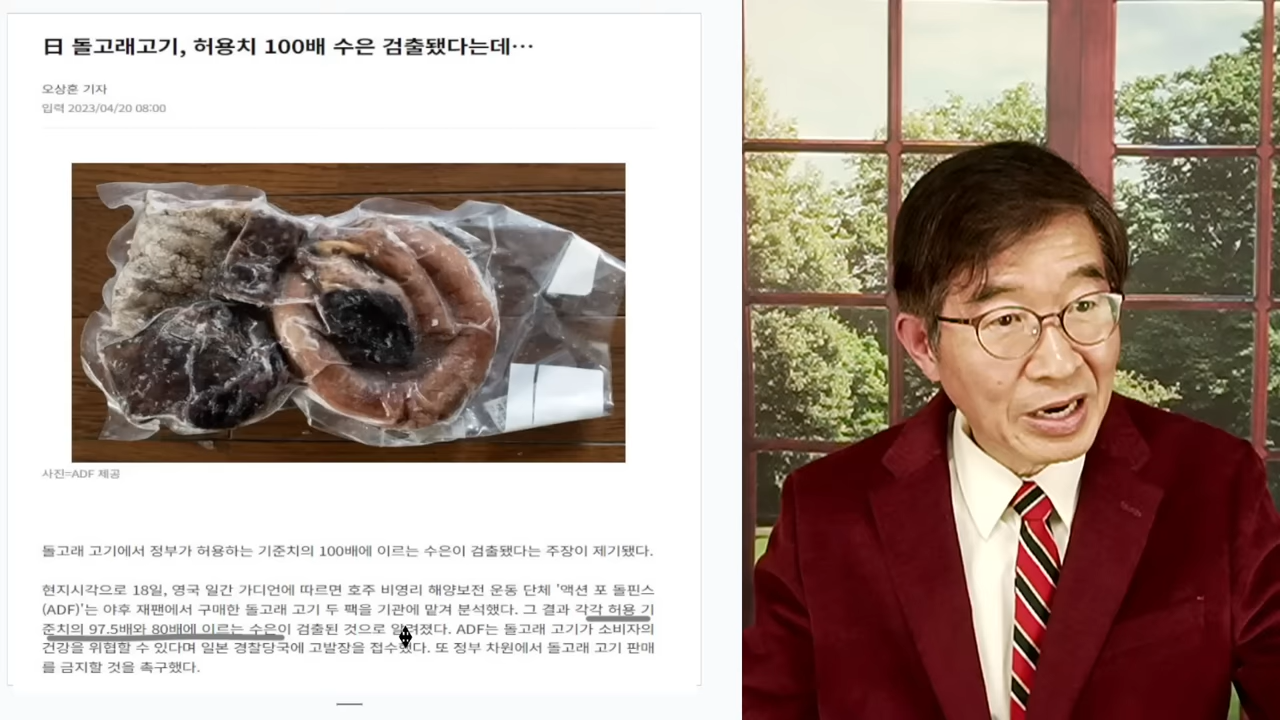 日 돌고래고기, 허용치 100배 수은 검출됐다는데…
오상훈 기자
입력 2023/04/20 08:00
사진=ADF 제공
돌고래 고기에서 정부가 허용하는 기준치의 100배에 이르는 수은이 검출됐다는 주장이 제기됐다.
현지시각으로 18일, 영국 일간 가디언에 따르면 호주 비영리 해양보전 운동 단체 '액션 포 돌핀스
(ADF)'는 야후 재팬에서 구매한 돌고래 고기 두 팩을 기관에 맡겨 분석했다. 그 결과 각각 허용 기
준치의 97.5배와 80배에 이르는 수은이 검출된 것으로 알려졌다. ADF는 돌고래 고기가 소비자의
건강을 위협할 수 있다며 일본 경찰당국에 고발장을 접수했다. 또 정부 차원에서 돌고래 고기 판매
를 금지할 것을 촉구했다.